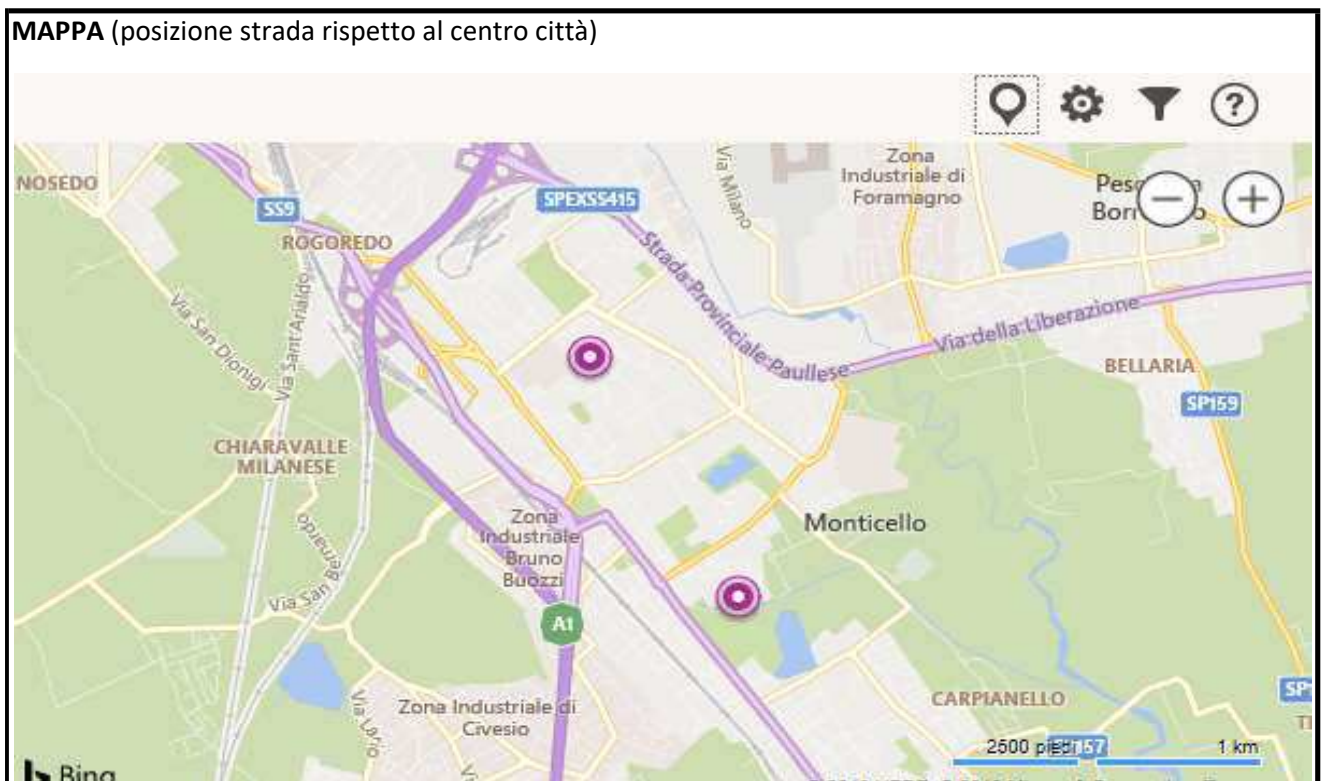 MAPPA (posizione strada rispetto al centro città)
?
NOSEDO
SS9
SPEXSS415
Via Milano
Zona
Industriale di
Foramagno
ROGOREDO
Strada Provinciale Paullese
Via della Liberazione
Via San Dionigi
Via Sant'Arialdo
BELLARIA
SP159
CHIARAVALLE
MILANESE
Zona
Industriale
Bruno
Buozzi
Monticello
Via San Bernardo
A1
CARPIANELLO
Via Lario
Zona Industriale di
Civesio
2500 piedi
1 km
Bing